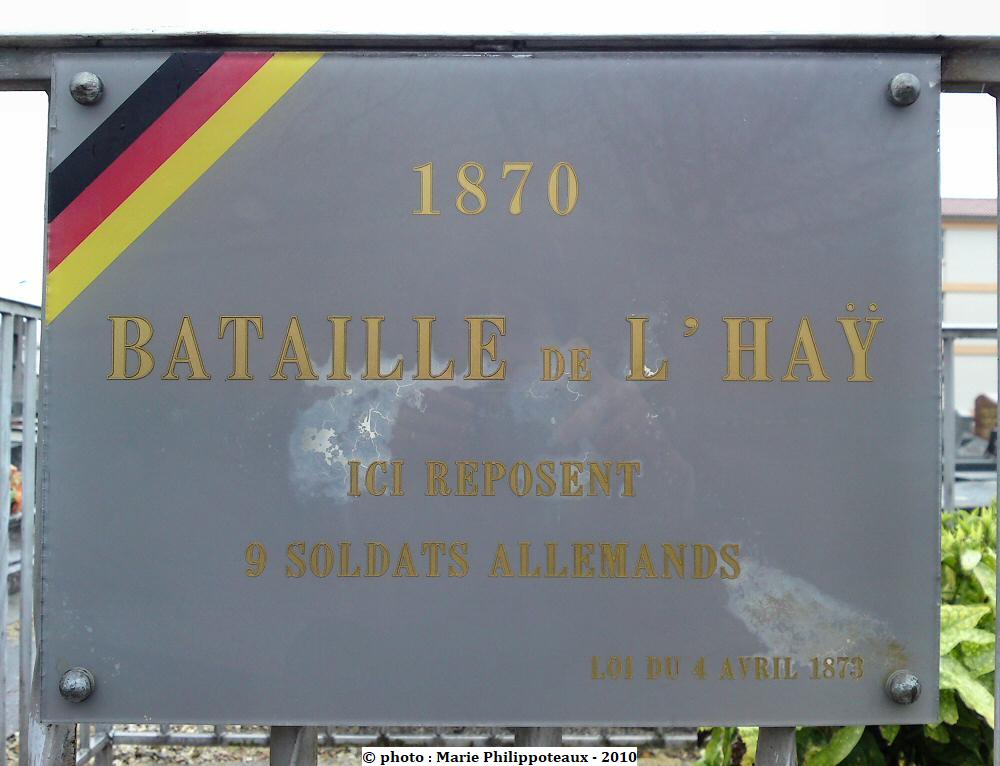 1870
BATAILLE DE L'HAŸ
ICI REPOSENT
9 SOLDATS ALLEMANDS
LOI DU 4 AVRIL 1873
© photo : Marie Philippoteaux - 2010